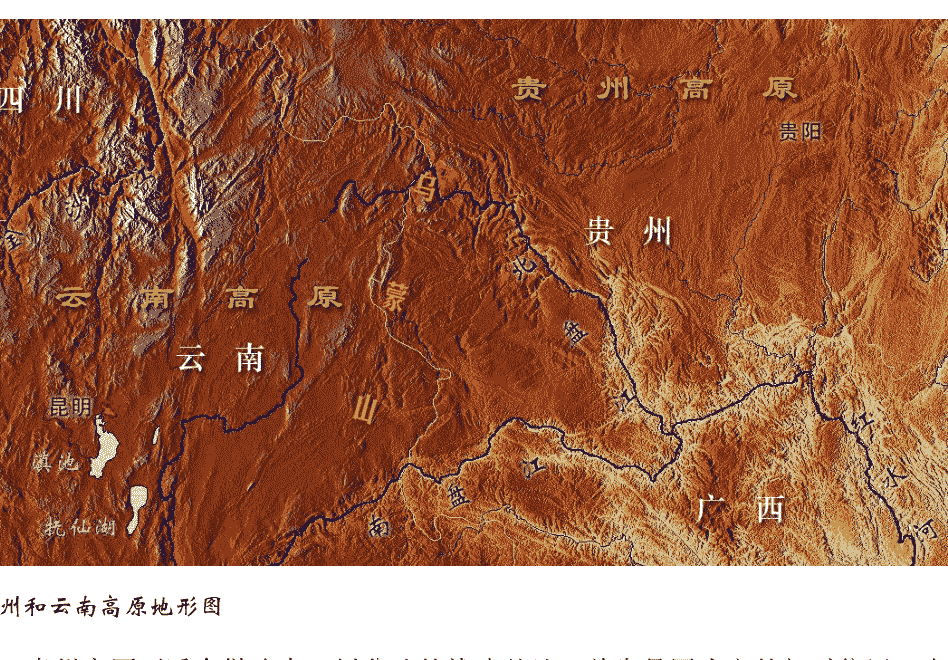 四川
贵州高原
贵阳
金沙
乌蒙山
贵州
北盘江
云南高原
云南
昆明
滇池
抚仙湖
南盘江
红水河
广西
州和云南高原地形图